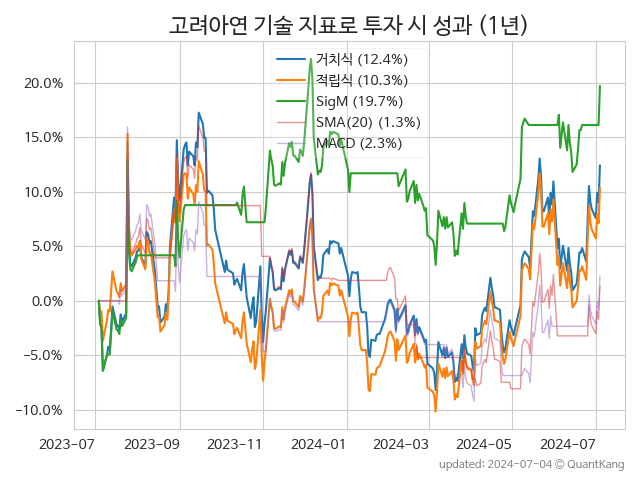 고려아연 기술 지표로 투자 시 성과 (1년)
거치식 (12.4%)
적립식 (10.3%)
SigM (19.7%)
SMA(20) (1.3%)
MACD (2.3%)
20.0%
15.0%
10.0%
5.0%
0.0%
−5.0%
−10.0%
2023-07 2023-09 2023-11 2024-01 2024-03 2024-05 2024-07
updated: 2024-07-04 © QuantKang